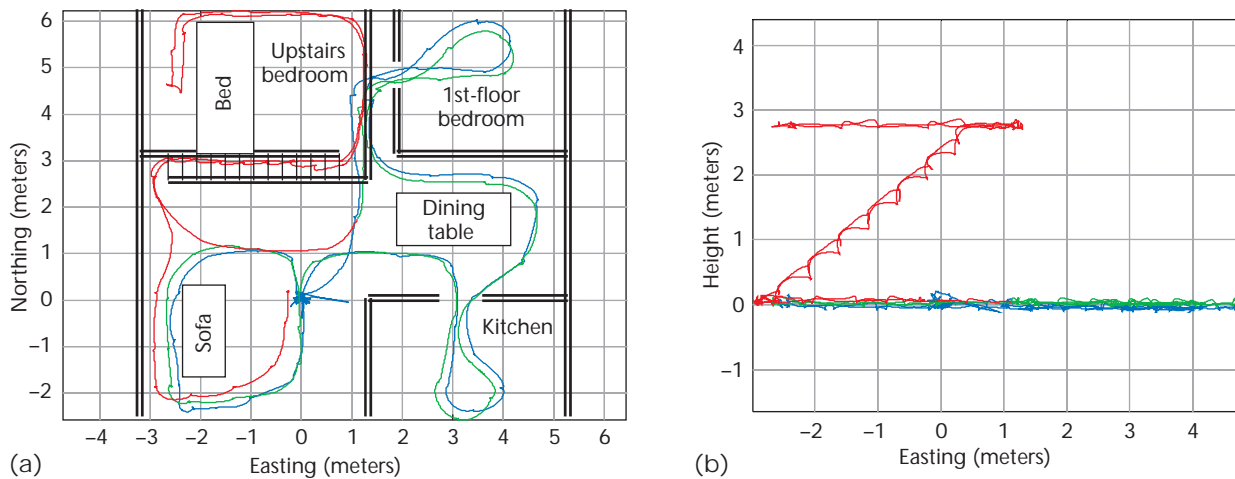 6
5
4
3
2
1
0
−1
−2
Northing (meters)
Bed
Upstairs
bedroom
1st-floor
bedroom
Dining
table
Sofa
Kitchen
−4 −3 −2 −1 0 1 2 3 4 5 6
Easting (meters)
(a)
4
3
2
1
0
−1
Height (meters)
−2 −1 0 1 2 3 4
Easting (meters)
(b)